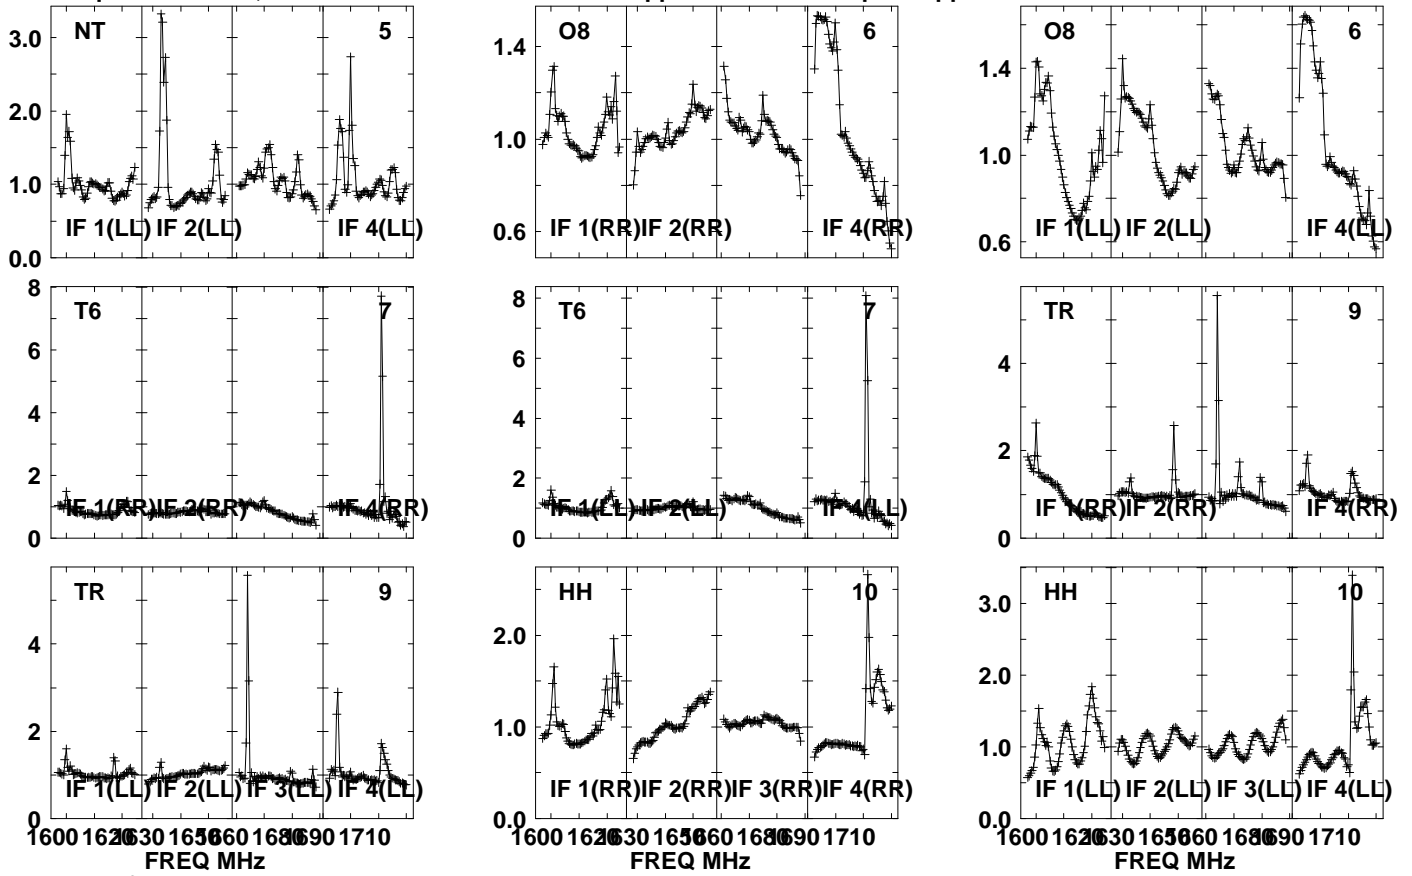 NT 5 O8 6 O8 6
3.0
2.0
1.0
0.0
IF 1(LL) IF 2(LL) IF 4(LL)
1.4
1.0
0.6
IF 1(RR) IF 2(RR) IF 4(RR)
1.4
1.0
0.6
IF 1(LL) IF 2(LL) IF 4(LL)
T6 7 T6 7 TR 9
8
6
4
2
0
IF 1(RR) IF 2(RR) IF 4(RR)
8
6
4
2
0
IF 1(LL) IF 2(LL) IF 4(LL)
4
2
0
IF 1(RR) IF 2(RR) IF 4(RR)
TR 9 HH 10 HH 10
4
2
0
IF 1(LL) IF 2(LL) IF 3(LL) IF 4(LL)
2.0
1.0
0.0
IF 1(RR) IF 2(RR) IF 3(RR) IF 4(RR)
3.0
2.0
1.0
0.0
IF 1(LL) IF 2(LL) IF 3(LL) IF 4(LL)
1600 1620 1630 1650 1660 1680 1690 1710
1600 1620 1630 1650 1660 1680 1690 1710
1600 1620 1630 1650 1660 1680 1690 1710
FREQ MHz FREQ MHz FREQ MHz